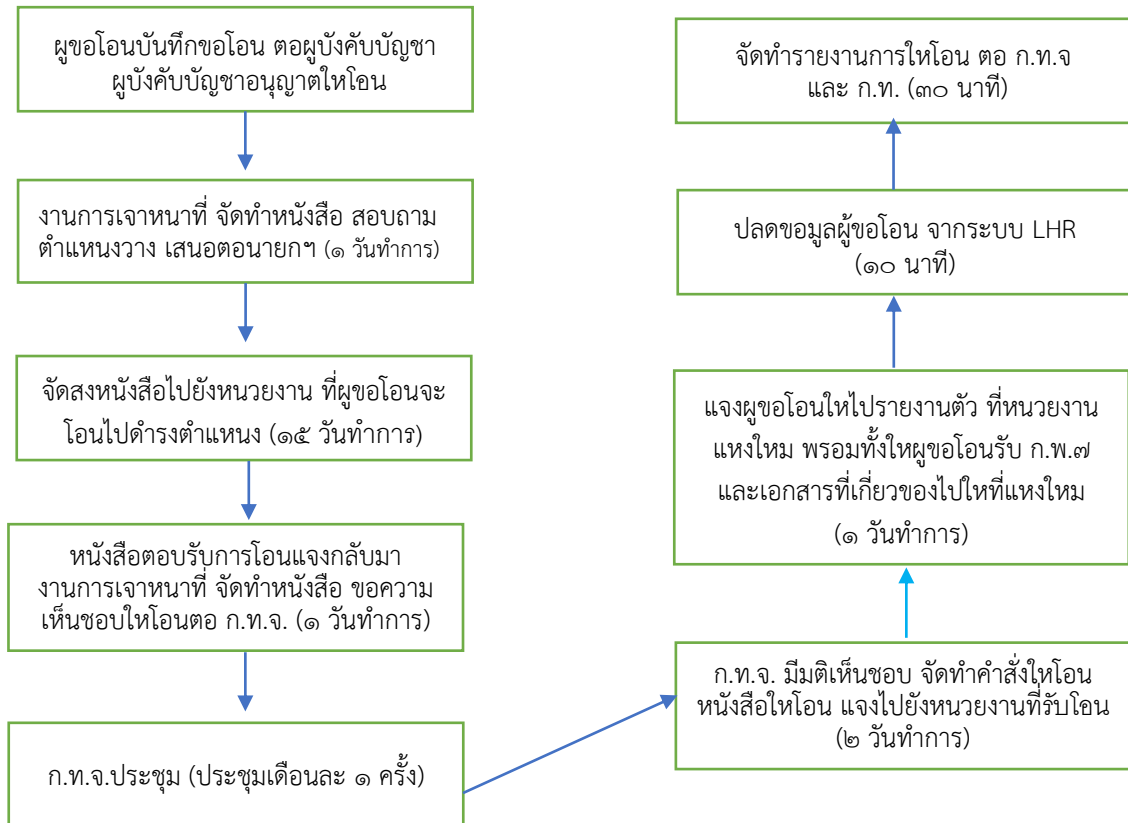 ผูขอโอนบันทึกขอโอน ตอผูบังคับบัญชา
ผูบังคับบัญชาอนุญาตใหโอน
งานการเจาหนาที่ จัดทำหนังสือ สอบถาม
ตำแหนงวาง เสนอตอนายกฯ (๑ วันทำการ)
จัดสงหนังสือไปยังหนวยงาน ที่ผูขอโอนจะ
โอนไปดำรงตำแหนง (๑๕ วันทำการ)
หนังสือตอบรับการโอนแจงกลับมา
งานการเจาหนาที่ จัดทำหนังสือ ขอความ
เห็นชอบใหโอนตอ ก.ท.จ. (๑ วันทำการ)
ก.ท.จ.ประชุม (ประชุมเดือนละ ๑ ครั้ง)
ก.ท.จ. มีมติเห็นชอบ จัดทำคำสั่งใหโอน
หนังสือใหโอน แจงไปยังหนวยงานที่รับโอน
(๒ วันทำการ)
แจงผูขอโอนใหไปรายงานตัว ที่หนวยงาน
แหงใหม พรอมทั้งใหผูขอโอนรับ ก.พ.๗
และเอกสารที่เกี่ยวของไปใหที่แหงใหม
(๑ วันทำการ)
ปลดขอมูลผู้ขอโอน จากระบบ LHR
(๑๐ นาที)
จัดทำรายงานการใหโอน ตอ ก.ท.จ
และ ก.ท. (๓๐ นาที)